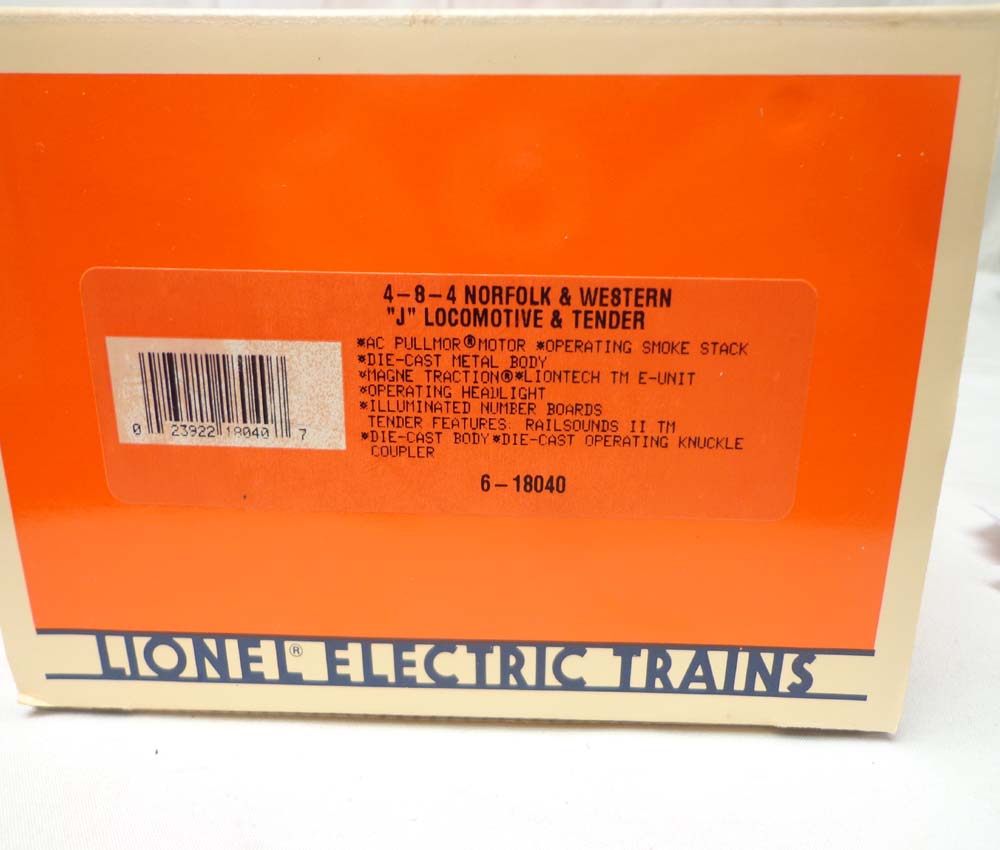 4-8-4 NORFOLK & WESTERN
"J" LOCOMOTIVE & TENDER
*AC PULLMOR®MOTOR *OPERATING SMOKE STACK
*DIE-CAST METAL BODY
*MAGNE TRACTION®*LIONTECH TM E-UNIT
*OPERATING HEADLIGHT
*ILLUMINATED NUMBER BOARDS
TENDER FEATURES: RAILSOUNDS II TM
*DIE-CAST BODY*DIE-CAST OPERATING KNUCKLE
COUPLER
0 23922 18040 7
6-18040
LIONEL® ELECTRIC TRAINS